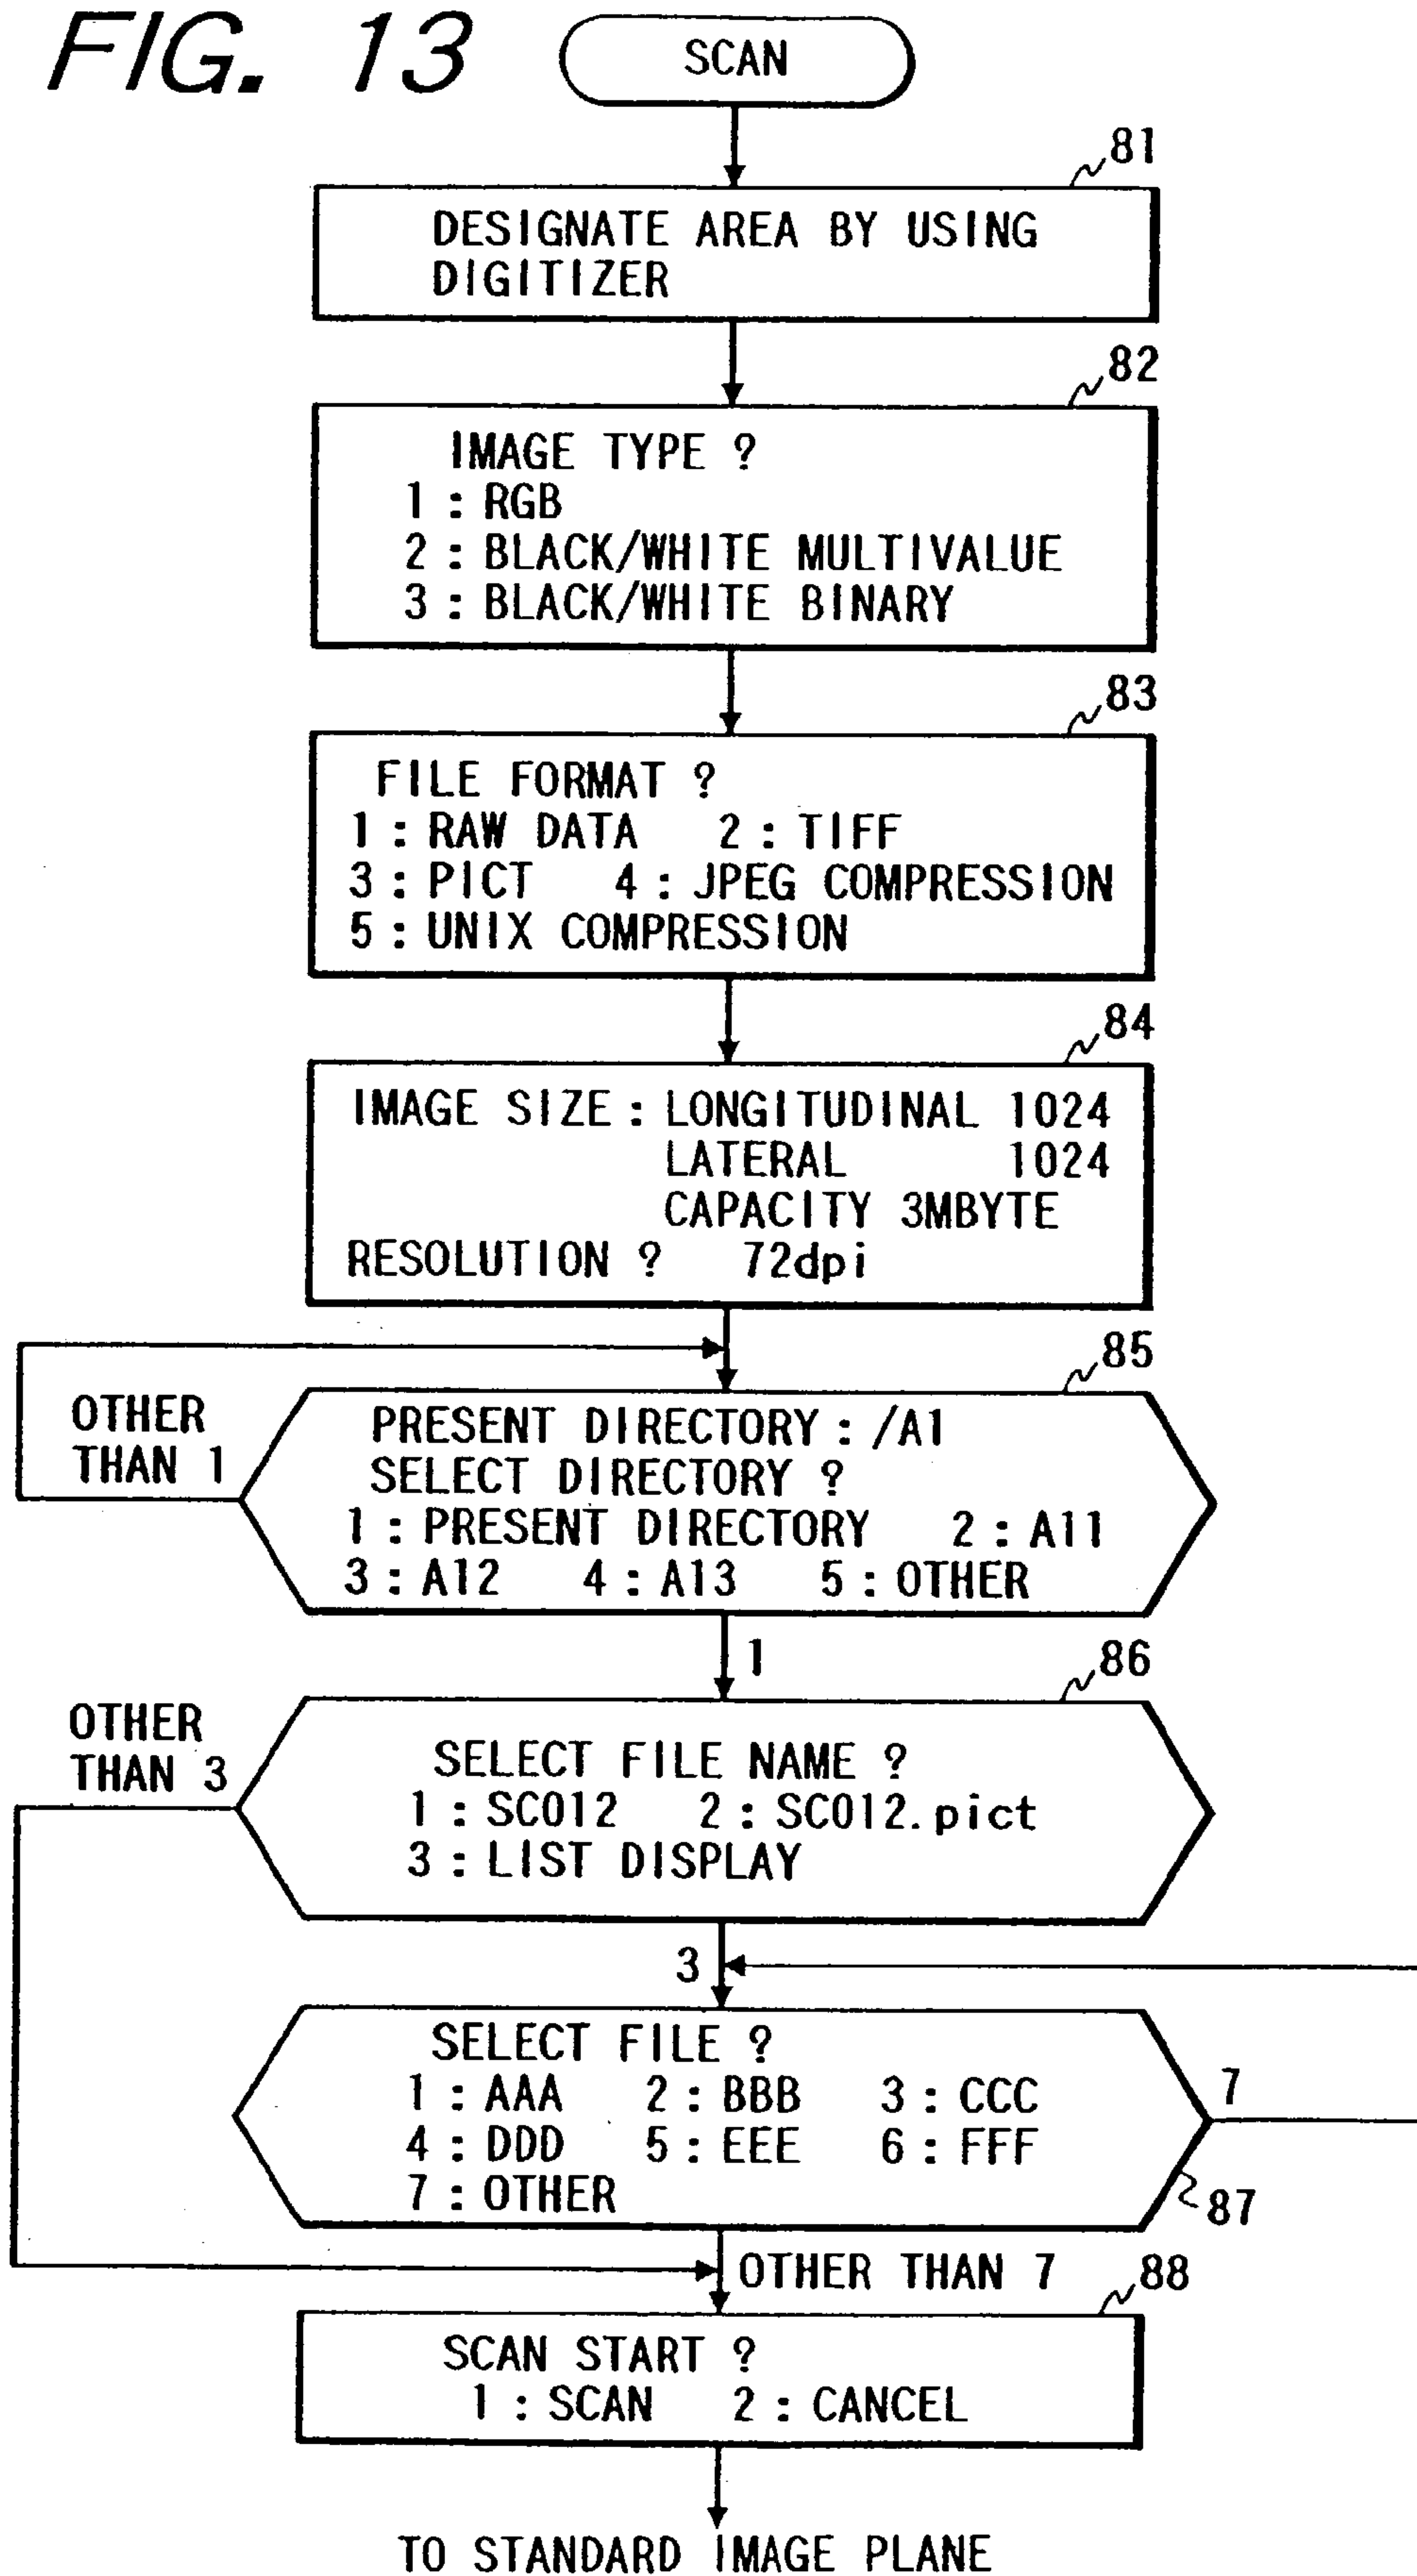 FIG. 13
SCAN
81
DESIGNATE AREA BY USING
DIGITIZER
82
IMAGE TYPE ?
1 : RGB
2 : BLACK/WHITE MULTIVALUE
3 : BLACK/WHITE BINARY
83
FILE FORMAT ?
1 : RAW DATA 2 : TIFF
3 : PICT 4 : JPEG COMPRESSION
5 : UNIX COMPRESSION
84
IMAGE SIZE : LONGITUDINAL 1024
LATERAL 1024
CAPACITY 3MBYTE
RESOLUTION ? 72dpi
85
OTHER
THAN 1
PRESENT DIRECTORY : /A1
SELECT DIRECTORY ?
1 : PRESENT DIRECTORY 2 : A11
3 : A12 4 : A13 5 : OTHER
1
86
OTHER
THAN 3
SELECT FILE NAME ?
1 : SC012 2 : SC012.pict
3 : LIST DISPLAY
3
SELECT FILE ?
1 : AAA 2 : BBB 3 : CCC
4 : DDD 5 : EEE 6 : FFF
7 : OTHER
7
87
OTHER THAN 7
88
SCAN START ?
1 : SCAN 2 : CANCEL
TO STANDARD IMAGE PLANE